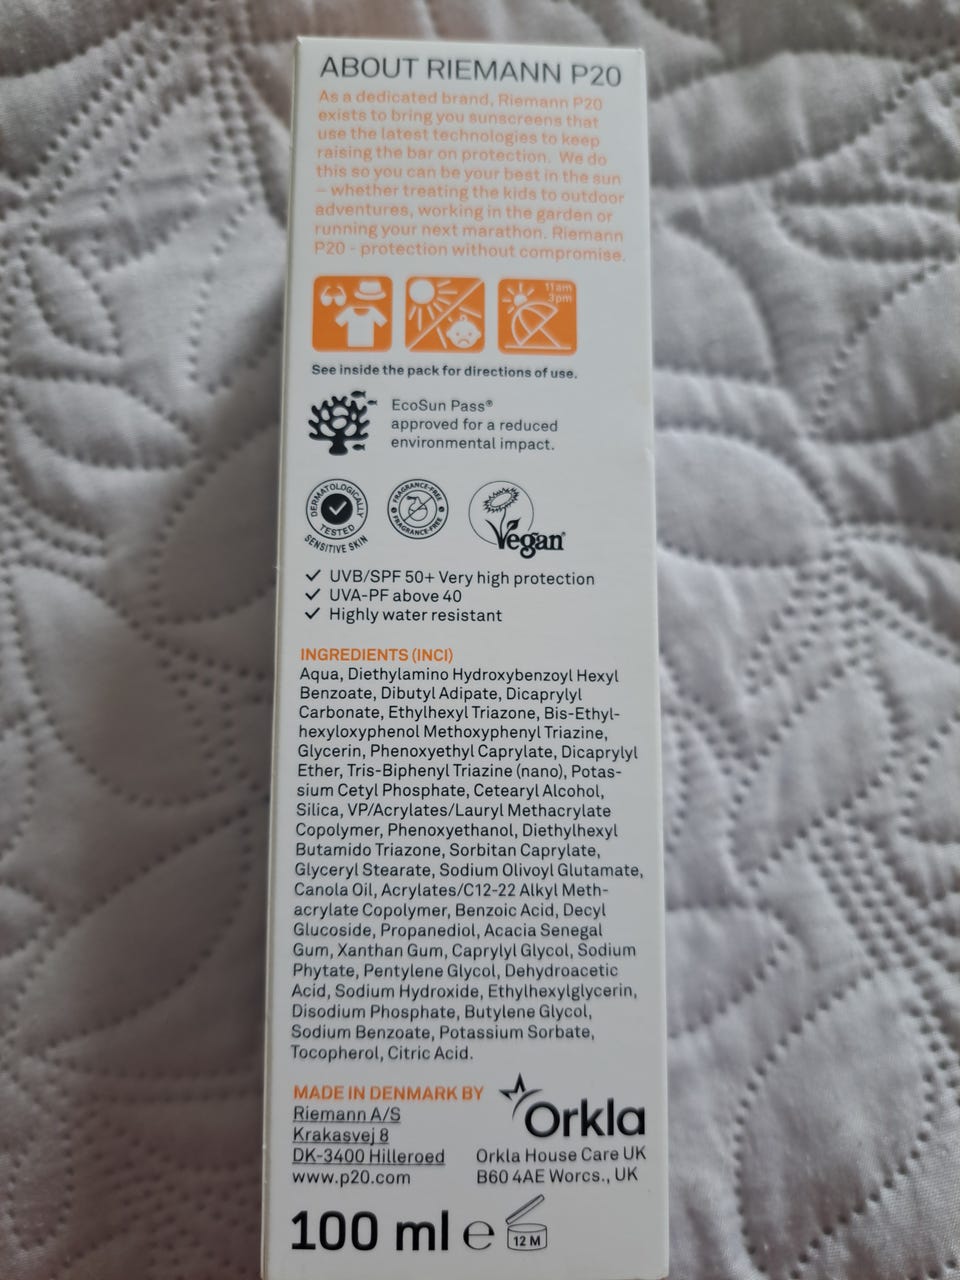 ABOUT RIEMANN P20
As a dedicated brand, Riemann P20
exists to bring you sunscreens that
use the latest technologies to keep
raising the bar on protection. We do
this so you can be your best in the sun
– whether treating the kids to outdoor
adventures, working in the garden or
running your next marathon. Riemann
P20 - protection without compromise.
11am
3pm
See inside the pack for directions of use.
EcoSun Pass®
approved for a reduced
environmental impact.
DERMATOLOGICALLY
TESTED
SENSITIVE SKIN
FRAGRANCE-FREE
FRAGRANCE-FREE
Vegan
UVB/SPF 50+ Very high protection
UVA-PF above 40
Highly water resistant
INGREDIENTS (INCI)
Aqua, Diethylamino Hydroxybenzoyl Hexyl
Benzoate, Dibutyl Adipate, Dicaprylyl
Carbonate, Ethylhexyl Triazone, Bis-Ethyl-
hexyloxyphenol Methoxyphenyl Triazine,
Glycerin, Phenoxyethyl Caprylate, Dicaprylyl
Ether, Tris-Biphenyl Triazine (nano), Potas-
sium Cetyl Phosphate, Cetearyl Alcohol,
Silica, VP/Acrylates/Lauryl Methacrylate
Copolymer, Phenoxyethanol, Diethylhexyl
Butamido Triazone, Sorbitan Caprylate,
Glyceryl Stearate, Sodium Olivoyl Glutamate,
Canola Oil, Acrylates/C12-22 Alkyl Meth-
acrylate Copolymer, Benzoic Acid, Decyl
Glucoside, Propanediol, Acacia Senegal
Gum, Xanthan Gum, Caprylyl Glycol, Sodium
Phytate, Pentylene Glycol, Dehydroacetic
Acid, Sodium Hydroxide, Ethylhexylglycerin,
Disodium Phosphate, Butylene Glycol,
Sodium Benzoate, Potassium Sorbate,
Tocopherol, Citric Acid.
MADE IN DENMARK BY
Riemann A/S
Krakasvej 8
DK-3400 Hilleroed
www.p20.com
Orkla
Orkla House Care UK
B60 4AE Worcs., UK
100 ml e
12 M